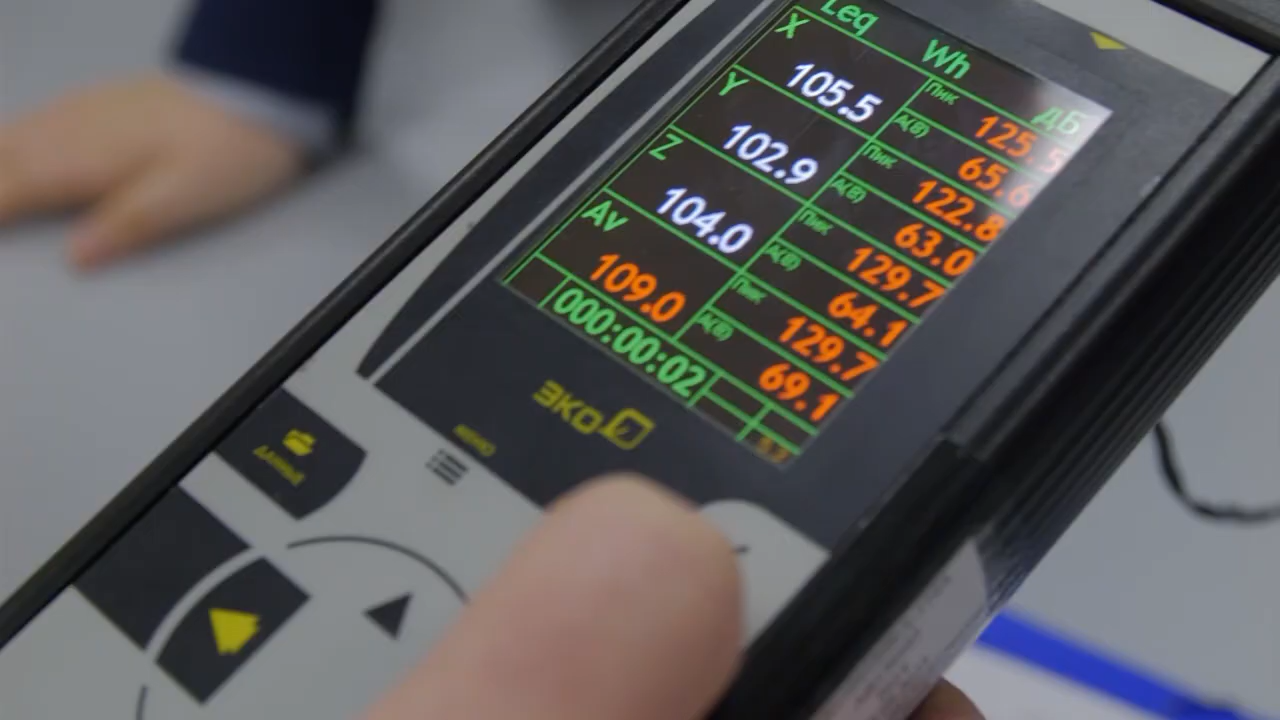 Leq Wh дБ
X 105.5 Пик 125.5
A(8) 65.6
Y 102.9 Пик 122.8
A(8) 63.0
Z 104.0 Пик 129.7
A(8) 64.1
Av 109.0 Пик 129.7
A(8) 69.1
000:00:02
ЭКО
МЕНЮ
ДАННЫЕ